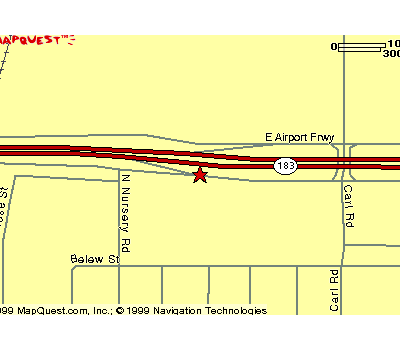 MAPQUEST™
0 10
300
E Airport Frwy
183
N Nursery Rd
Carl Rd
Belew St
Carl Rd
999 MapQuest.com, Inc.; © 1999 Navigation Technologies